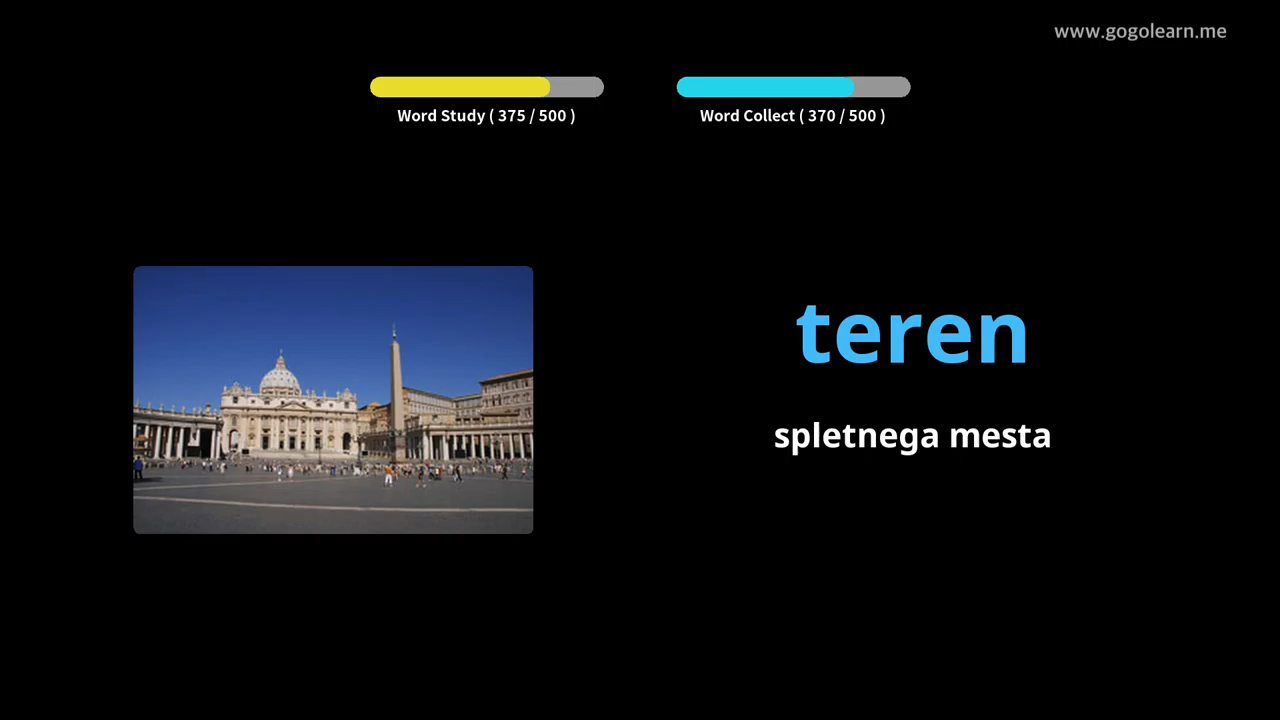 www.gogolearn.me
Word Study ( 375 / 500 )
Word Collect ( 370 / 500 )
teren
spletnega mesta